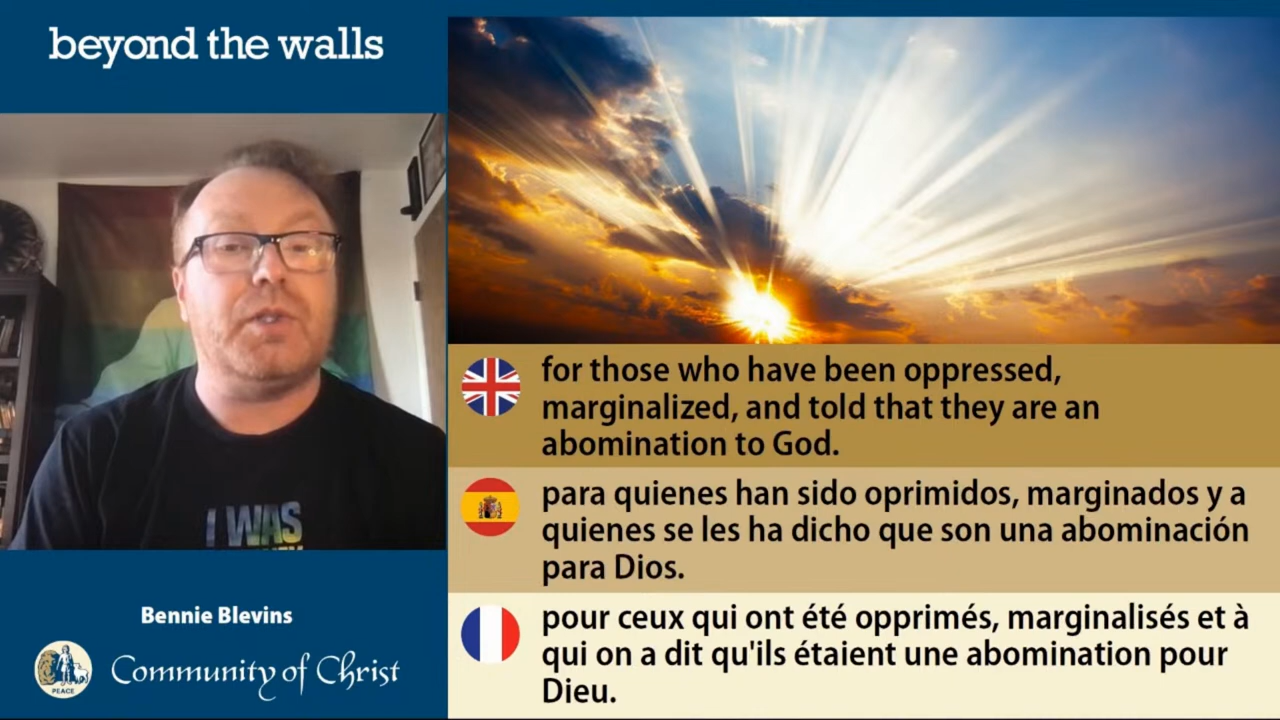 beyond the walls
I WAS
Bennie Blevins
PEACE
Community of Christ
for those who have been oppressed,
marginalized, and told that they are an
abomination to God.
para quienes han sido oprimidos, marginados y a
quienes se les ha dicho que son una abominación
para Dios.
pour ceux qui ont été opprimés, marginalisés et à
qui on a dit qu'ils étaient une abomination pour
Dieu.